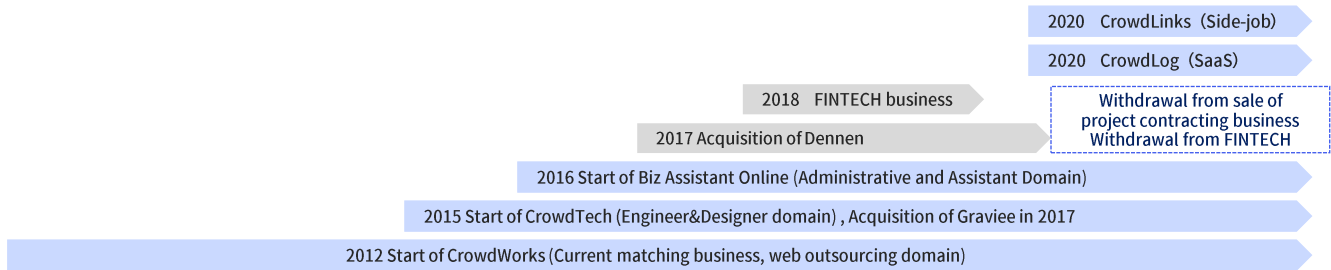 2020 CrowdLinks（Side-job）
2020 CrowdLog（SaaS）
2018 FINTECH business
Withdrawal from sale of
project contracting business
Withdrawal from FINTECH
2017 Acquisition of Dennen
2016 Start of Biz Assistant Online (Administrative and Assistant Domain)
2015 Start of CrowdTech (Engineer&Designer domain) , Acquisition of Graviee in 2017
2012 Start of CrowdWorks (Current matching business, web outsourcing domain)